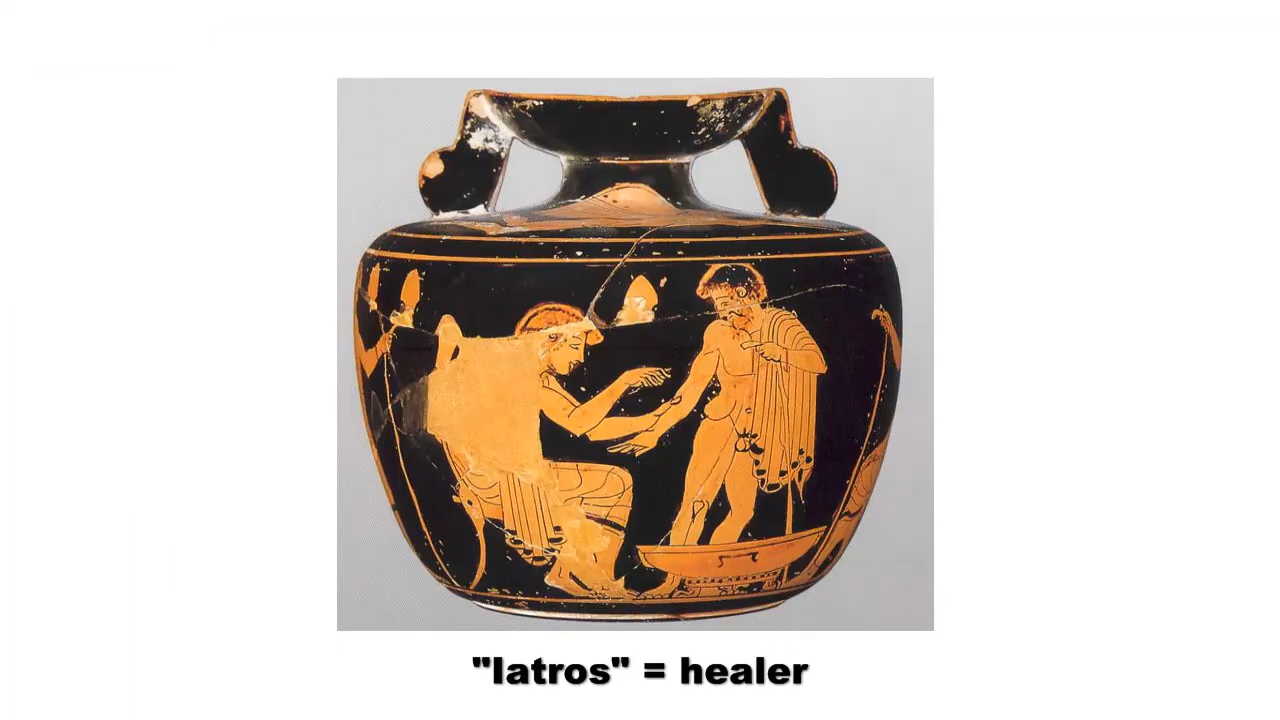 "Iatros" = healer